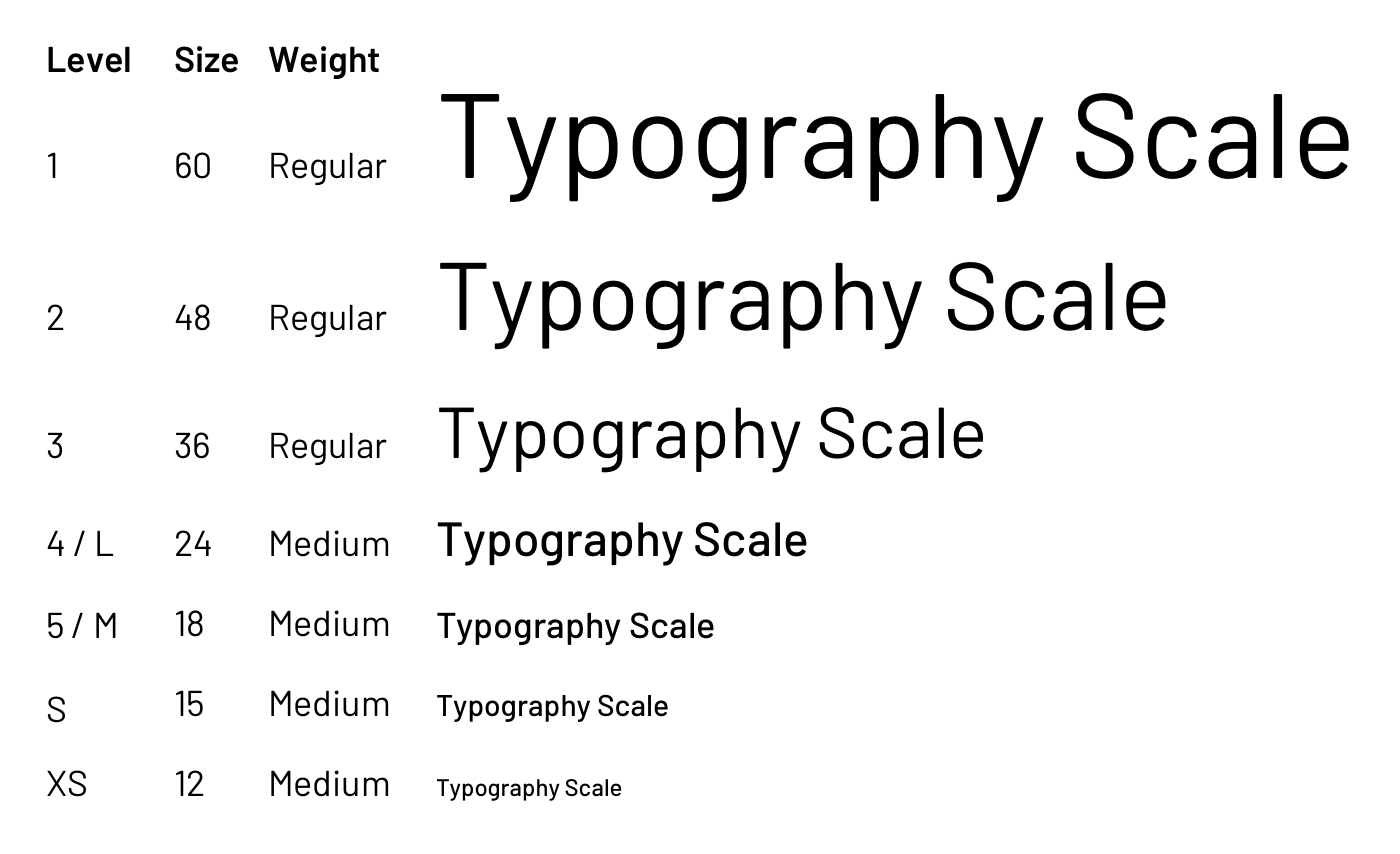 Level Size Weight
1 60 Regular Typography Scale
2 48 Regular Typography Scale
3 36 Regular Typography Scale
4 / L 24 Medium Typography Scale
5 / M 18 Medium Typography Scale
S 15 Medium Typography Scale
XS 12 Medium Typography Scale